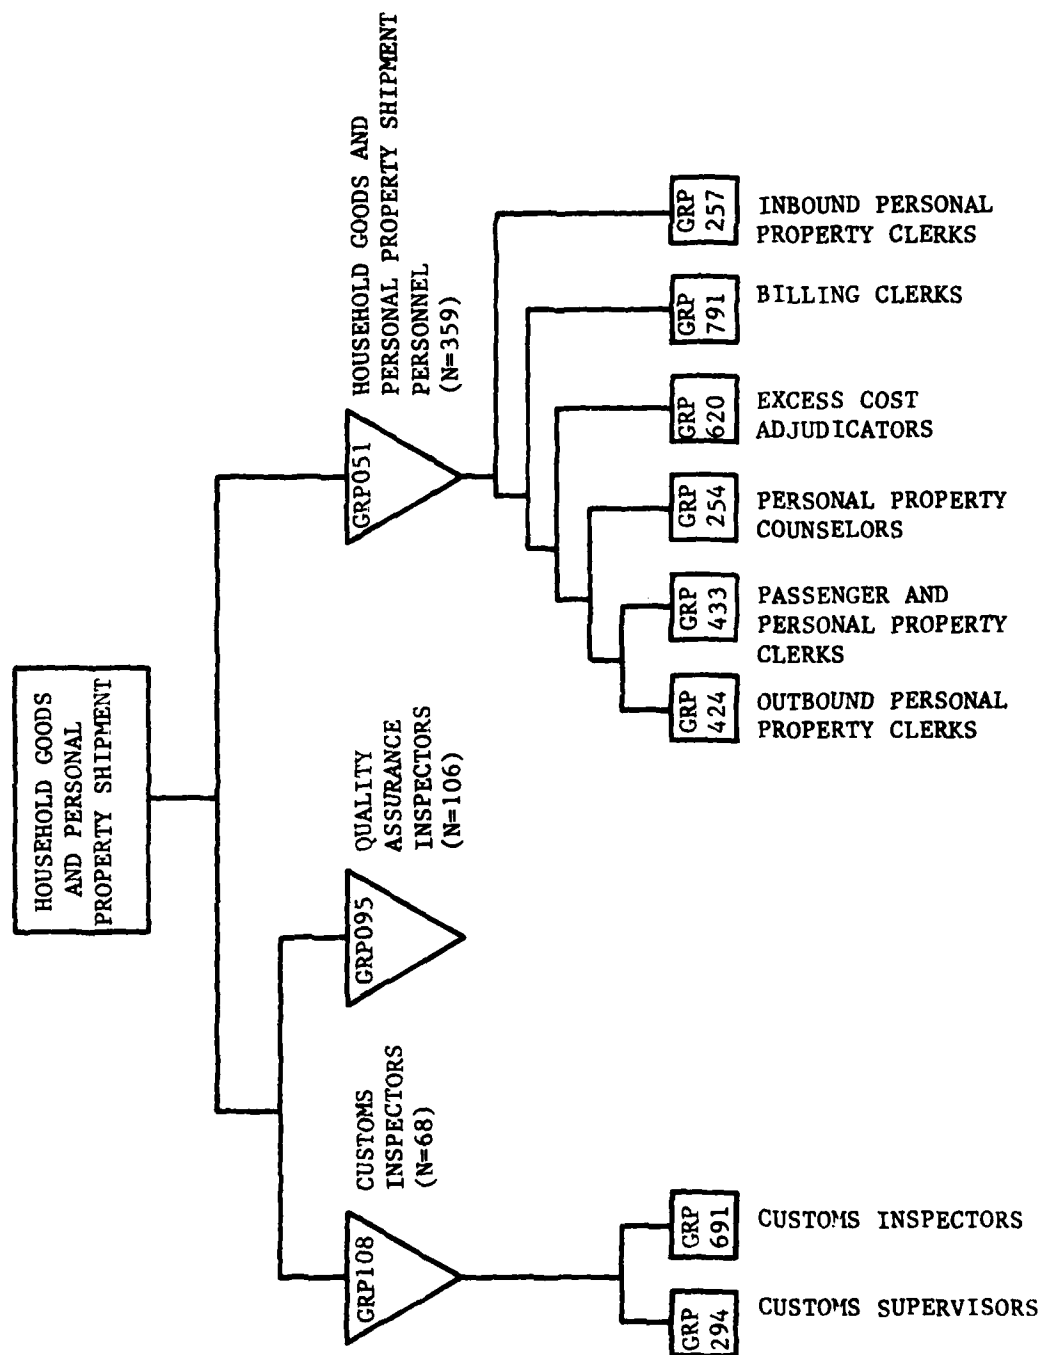 HOUSEHOLD GOODS
AND PERSONAL
PROPERTY SHIPMENT
GRP108
CUSTOMS
INSPECTORS
(N=68)
GRP095
QUALITY
ASSURANCE
INSPECTORS
(N=106)
GRP051
HOUSEHOLD GOODS AND
PERSONAL PROPERTY SHIPMENT
PERSONNEL
(N=359)
GRP
294
CUSTOMS SUPERVISORS
GRP
691
CUSTOMS INSPECTORS
GRP
424
OUTBOUND PERSONAL
PROPERTY CLERKS
GRP
433
PASSENGER AND
PERSONAL PROPERTY
CLERKS
GRP
254
PERSONAL PROPERTY
COUNSELORS
GRP
620
EXCESS COST
ADJUDICATORS
GRP
791
BILLING CLERKS
GRP
257
INBOUND PERSONAL
PROPERTY CLERKS